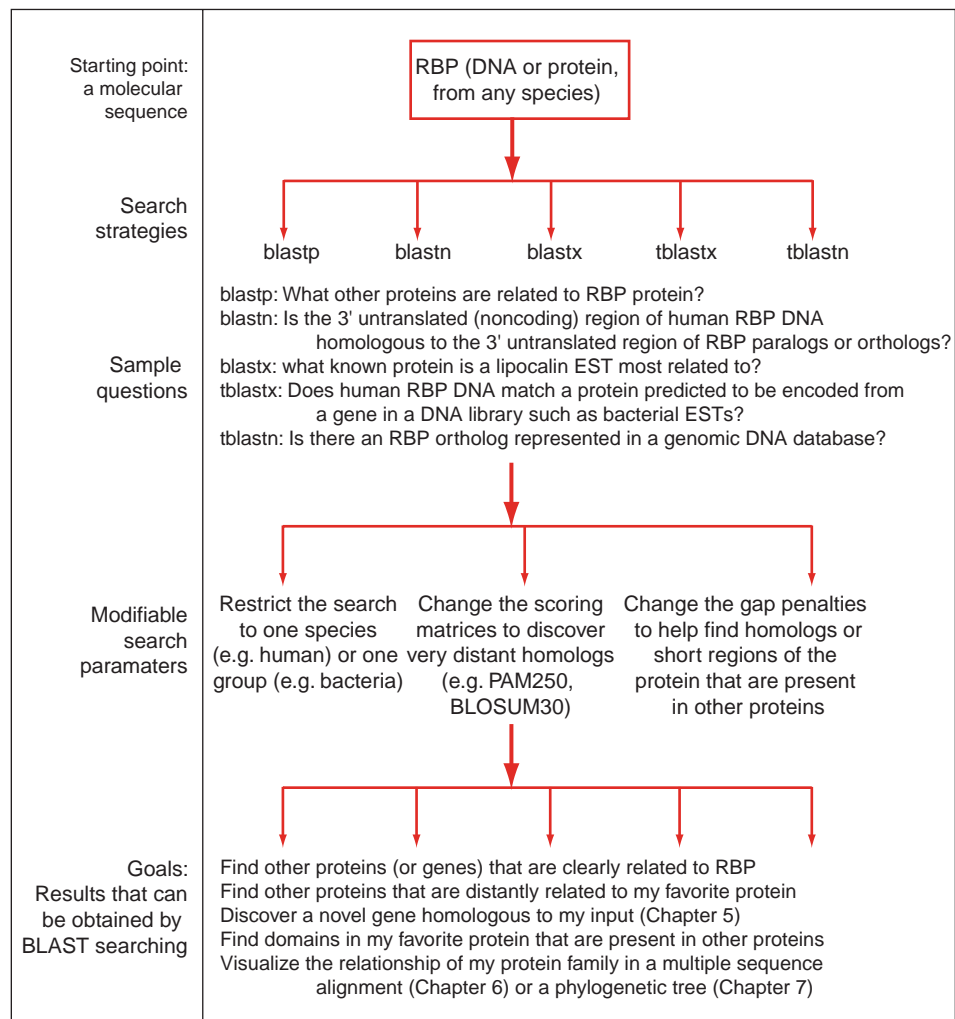 Starting point:
a molecular
sequence
RBP (DNA or protein,
from any species)
Search
strategies
blastp
blastn
blastx
tblastx
tblastn
Sample
questions
blastp: What other proteins are related to RBP protein?
blastn: Is the 3' untranslated (noncoding) region of human RBP DNA
homologous to the 3' untranslated region of RBP paralogs or orthologs?
blastx: what known protein is a lipocalin EST most related to?
tblastx: Does human RBP DNA match a protein predicted to be encoded from
a gene in a DNA library such as bacterial ESTs?
tblastn: Is there an RBP ortholog represented in a genomic DNA database?
Modifiable
search
paramaters
Restrict the search
to one species
(e.g. human) or one
group (e.g. bacteria)
Change the scoring
matrices to discover
very distant homologs
(e.g. PAM250,
BLOSUM30)
Change the gap penalties
to help find homologs or
short regions of the
protein that are present
in other proteins
Goals:
Results that can
be obtained by
BLAST searching
Find other proteins (or genes) that are clearly related to RBP
Find other proteins that are distantly related to my favorite protein
Discover a novel gene homologous to my input (Chapter 5)
Find domains in my favorite protein that are present in other proteins
Visualize the relationship of my protein family in a multiple sequence
alignment (Chapter 6) or a phylogenetic tree (Chapter 7)